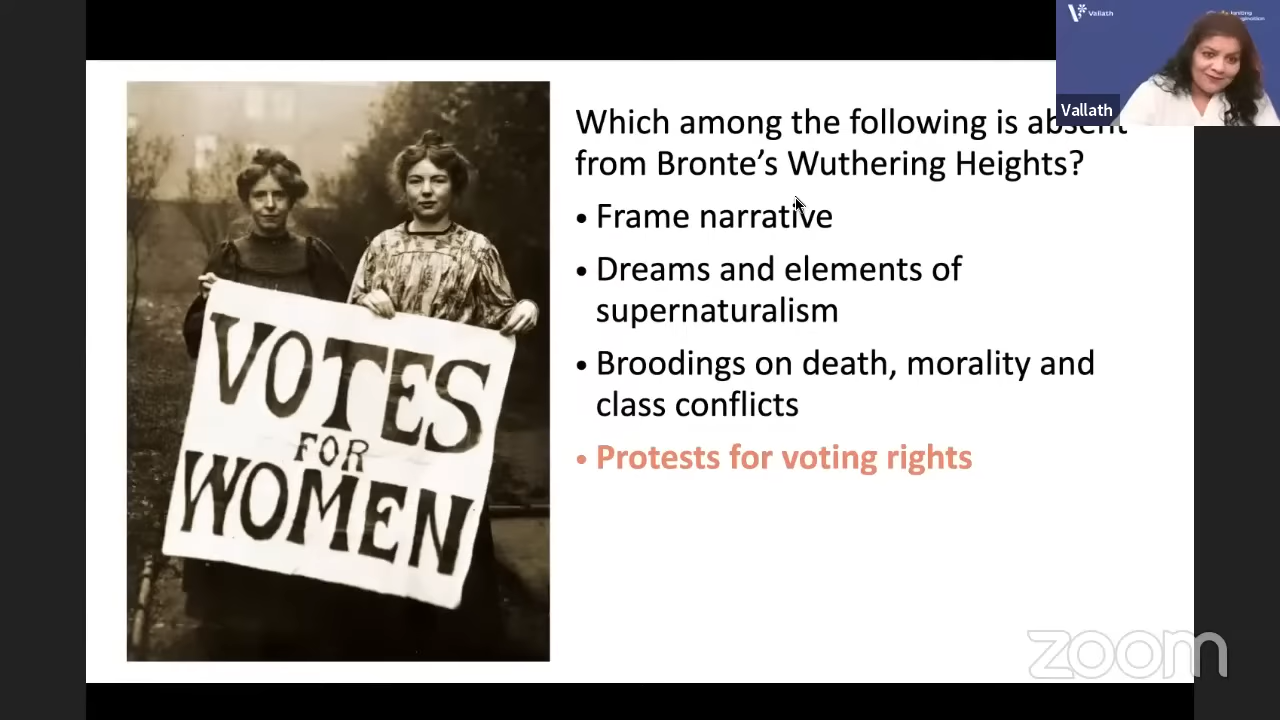 Vallath
Vallath
Which among the following is absent
from Bronte’s Wuthering Heights?
• Frame narrative
• Dreams and elements of
supernaturalism
• Broodings on death, morality and
class conflicts
• Protests for voting rights
VOTES
FOR
WOMEN
zoom